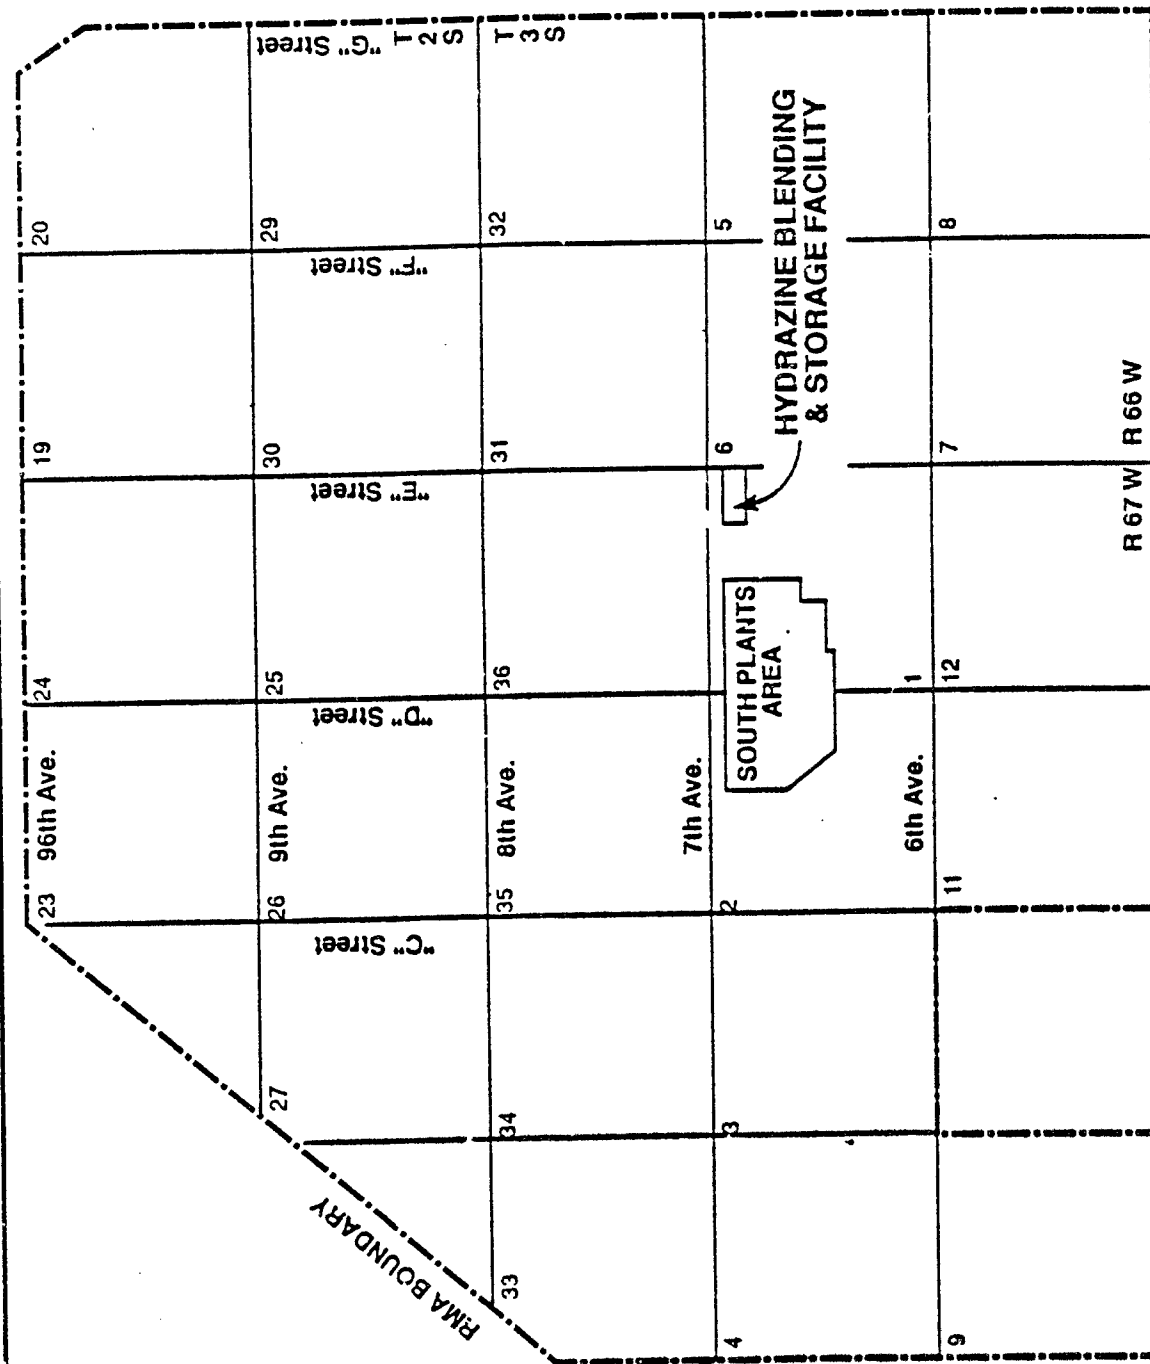 "G" Street
T
2
S
T
3
S
20
29
32
5
8
"F" Street
HYDRAZINE BLENDING
& STORAGE FACILITY
19
30
31
6
7
"E" Street
R 67 W
R 66 W
24
25
36
1
12
"D" Street
SOUTH PLANTS
AREA
96th Ave.
9th Ave.
8th Ave.
7th Ave.
6th Ave.
23
26
35
2
11
"C" Street
27
34
3
RMA BOUNDARY
33
4
9